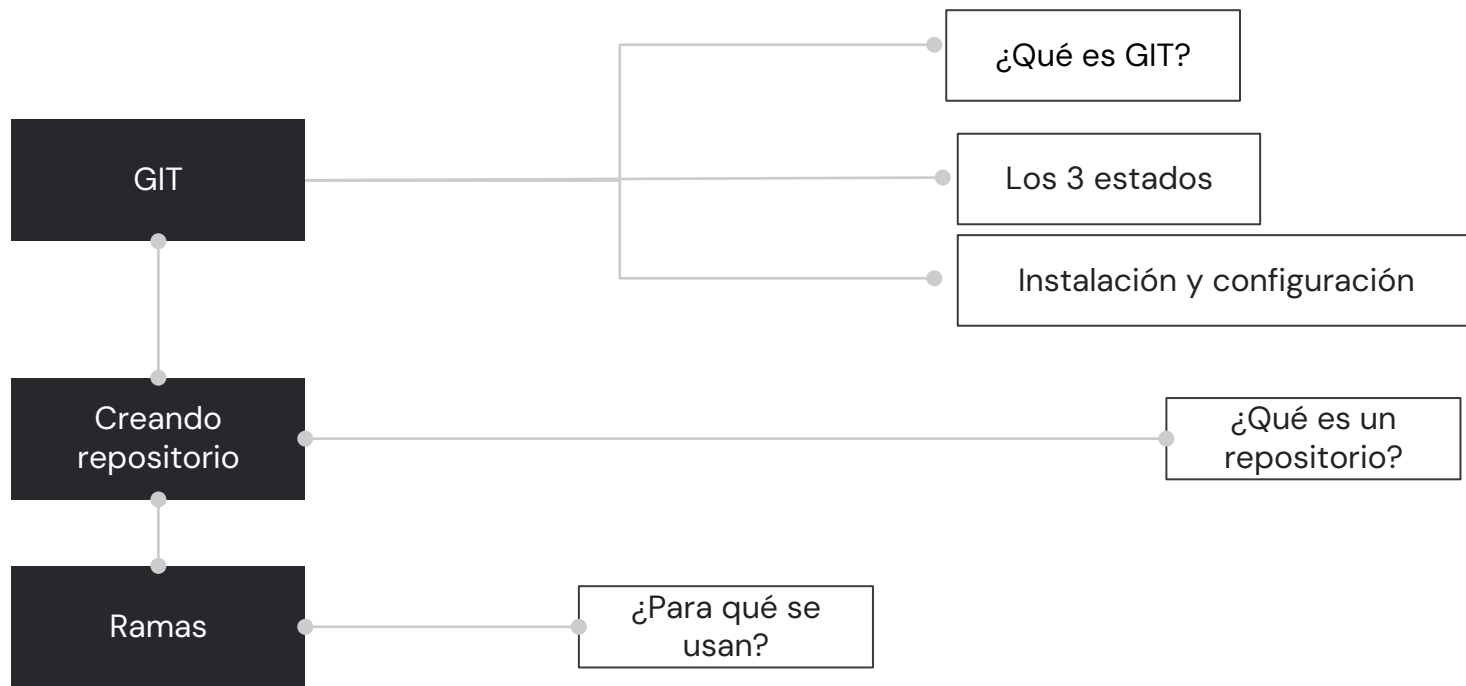 ¿Qué es GIT?
GIT
Los 3 estados
Instalación y configuración
Creando
repositorio
¿Qué es un
repositorio?
Ramas
¿Para qué se
usan?